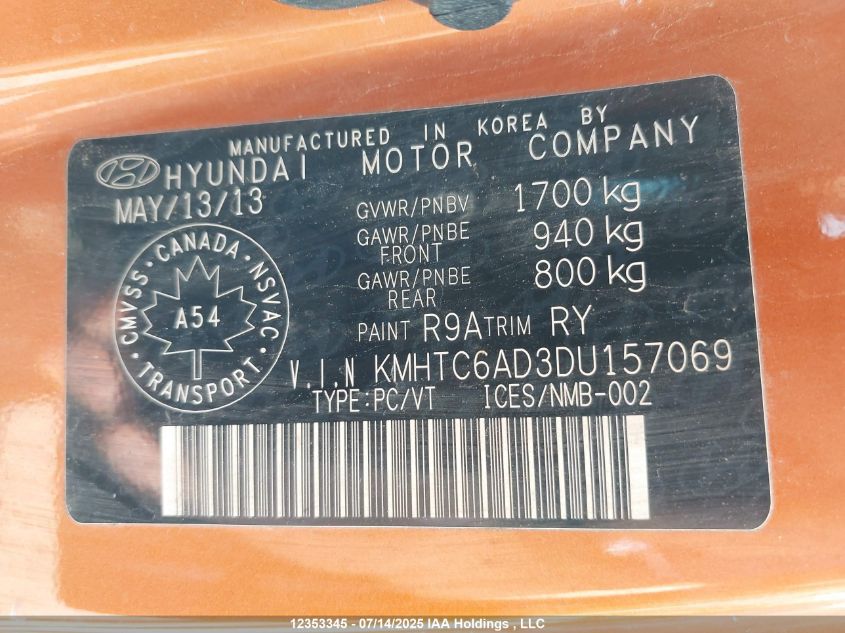 MANUFACTURED IN KOREA BY
HYUNDAI MOTOR COMPANY
MAY/13/13
GVWR/PNBV 1700 kg
GAWR/PNBE FRONT 940 kg
GAWR/PNBE REAR 800 kg
PAINT R9A TRIM RY
CMVSS • CANADA • NSVAC
A54
TRANSPORT
V.I.N KMHTC6AD3DU157069
TYPE:PC/VT ICES/NMB-002
12353345 - 07/14/2025 IAA Holdings , LLC